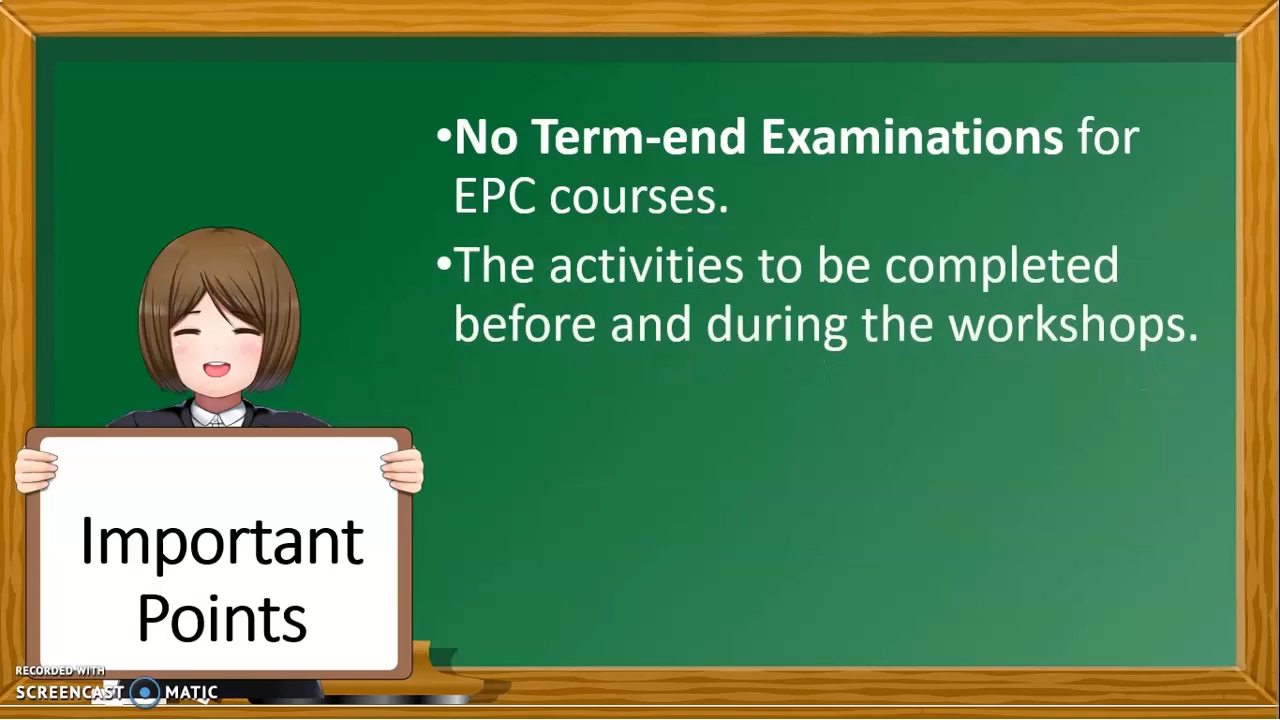 •No Term-end Examinations for
EPC courses.
•The activities to be completed
before and during the workshops.
Important
Points
RECORDED WITH
SCREENCAST MATIC